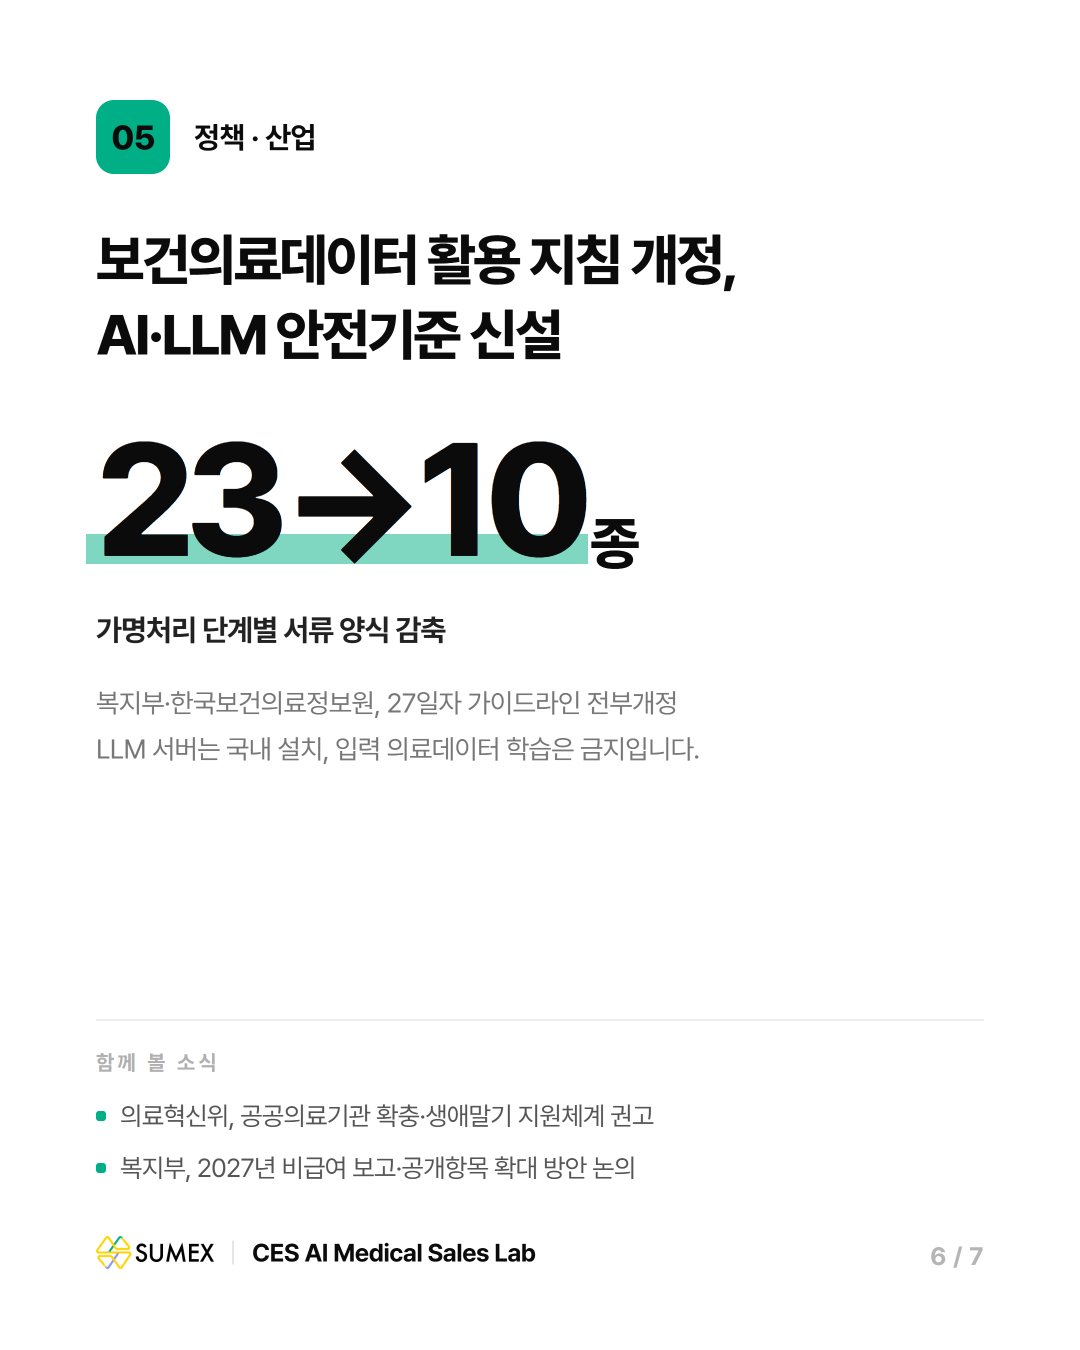 05
정책 · 산업
보건의료데이터 활용 지침 개정,
AI·LLM 안전기준 신설
23→10종
가명처리 단계별 서류 양식 감축
복지부·한국보건의료정보원, 27일자 가이드라인 전부개정
LLM 서버는 국내 설치, 입력 의료데이터 학습은 금지입니다.
함께 볼 소식
의료혁신위, 공공의료기관 확충·생애말기 지원체계 권고
복지부, 2027년 비급여 보고·공개항목 확대 방안 논의
SUMEX
CES AI Medical Sales Lab
6 / 7